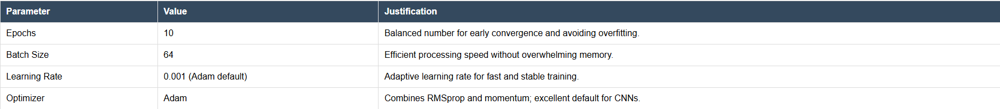 Parameter Value Justification
Epochs 10 Balanced number for early convergence and avoiding overfitting.
Batch Size 64 Efficient processing speed without overwhelming memory.
Learning Rate 0.001 (Adam default) Adaptive learning rate for fast and stable training.
Optimizer Adam Combines RMSprop and momentum; excellent default for CNNs.